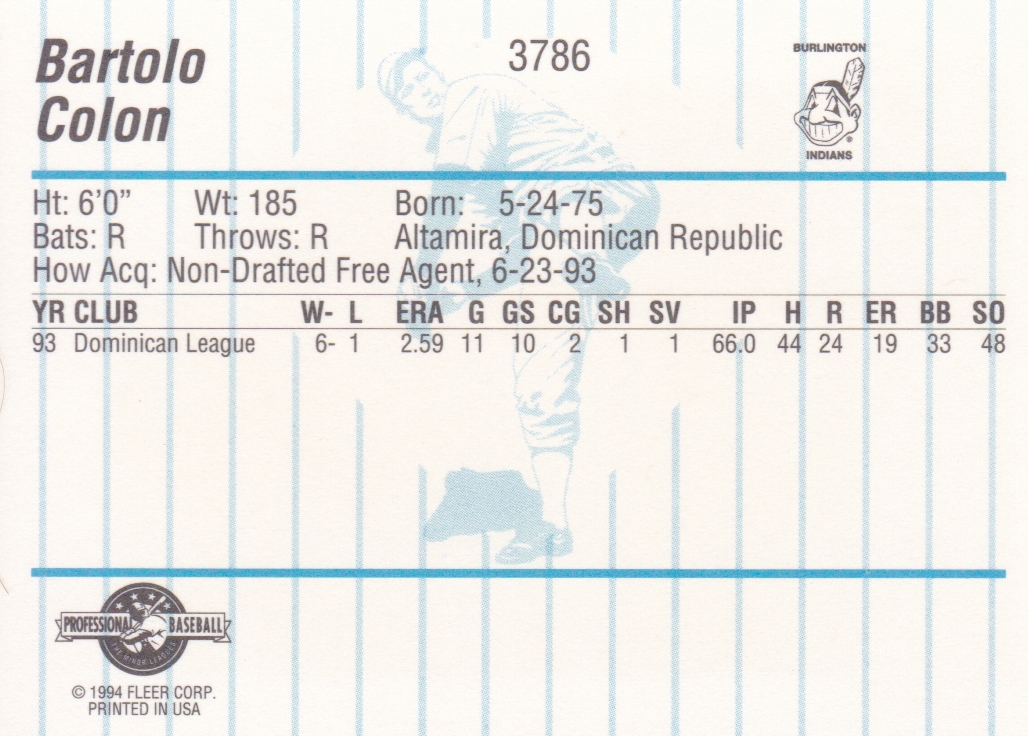 Bartolo
Colon
3786
BURLINGTON
INDIANS
Ht: 6'0" Wt: 185 Born: 5-24-75
Bats: R Throws: R Altamira, Dominican Republic
How Acq: Non-Drafted Free Agent, 6-23-93
YR CLUB W- L ERA G GS CG SH SV IP H R ER BB SO
93 Dominican League 6- 1 2.59 11 10 2 1 1 66.0 44 24 19 33 48
PROFESSIONAL BASEBALL
THE MINOR LEAGUES
© 1994 FLEER CORP.
PRINTED IN USA